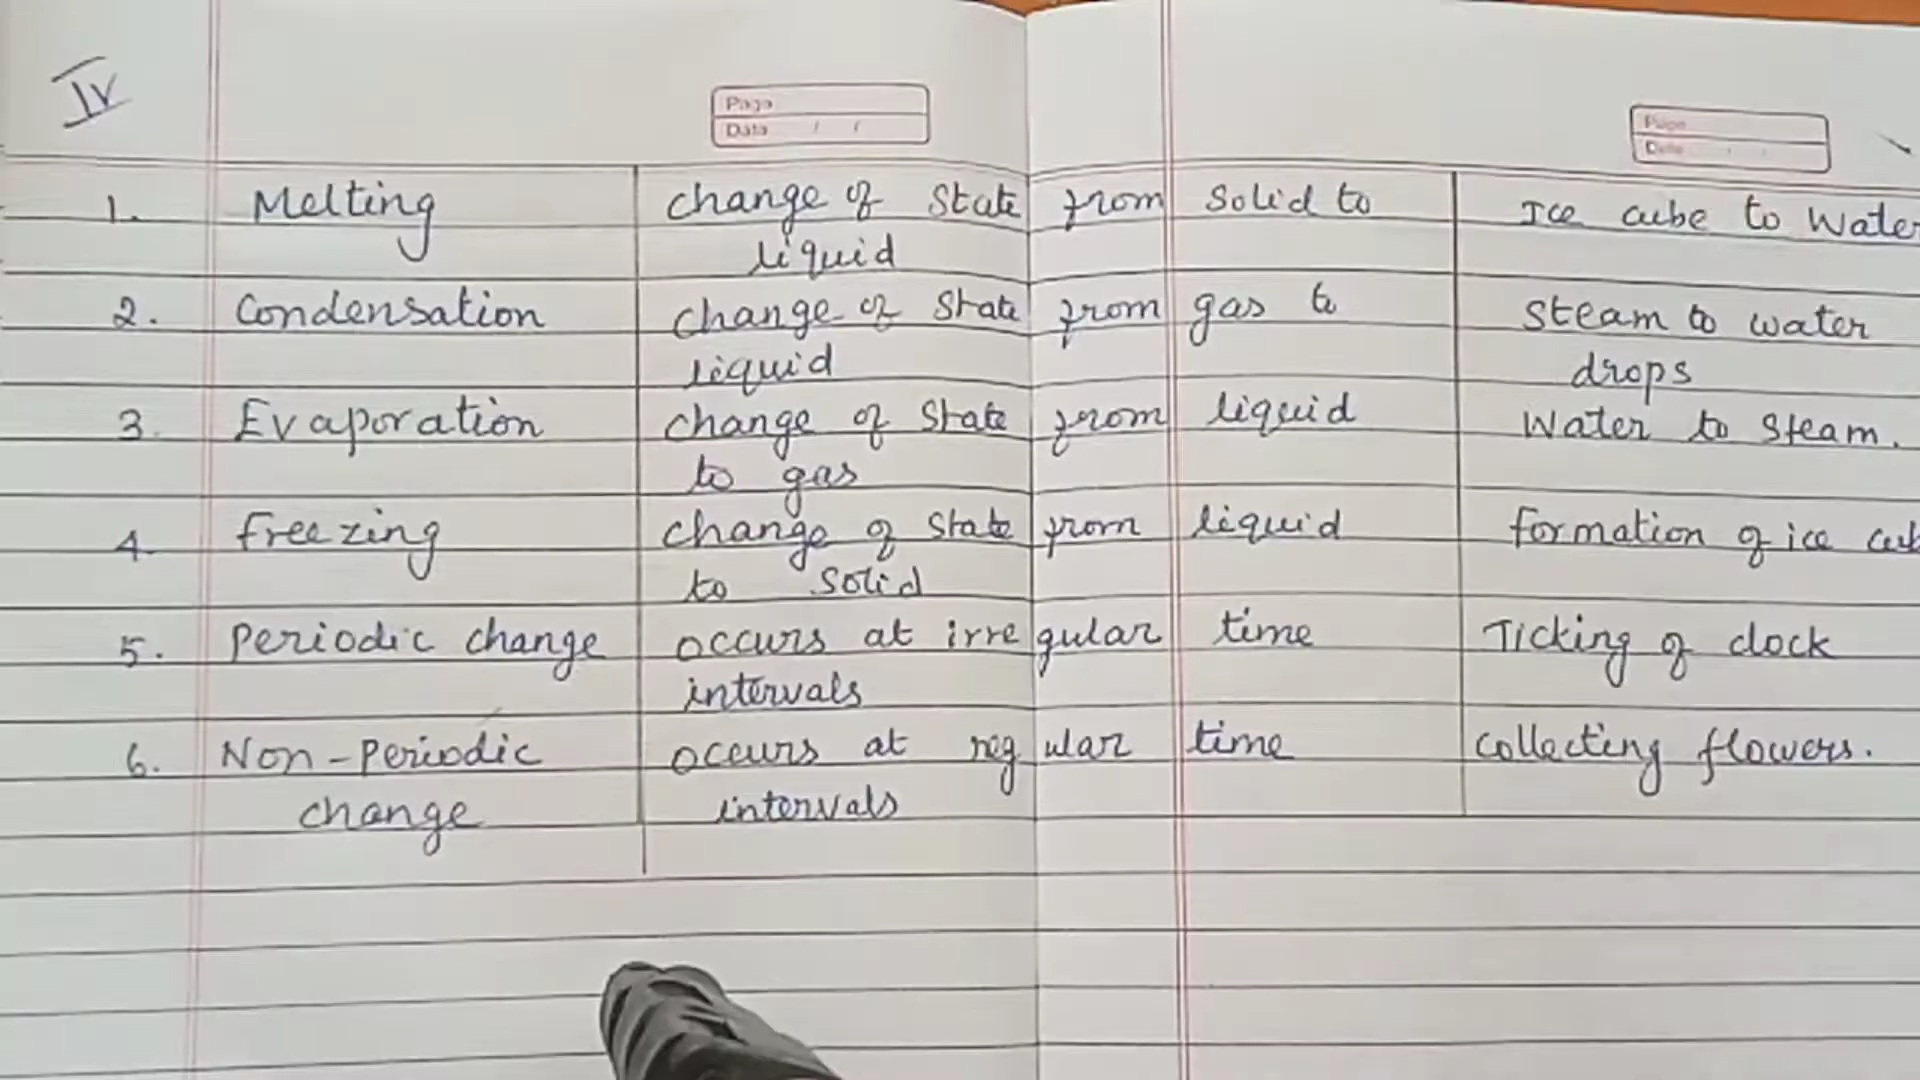 IV
Page
Date / /
Page
Date / /
1. Melting change of State from Solid to Ice cube to Water
liquid
2. Condensation change of State from gas to Steam to water
liquid drops
3. Evaporation change of State from liquid Water to Steam.
to gas
4. freezing change of State from liquid formation of ice cub
to solid
5. Periodic change occurs at irregular time Ticking of clock
intervals
6. Non-Periodic occurs at regular time collecting flowers.
change intervals